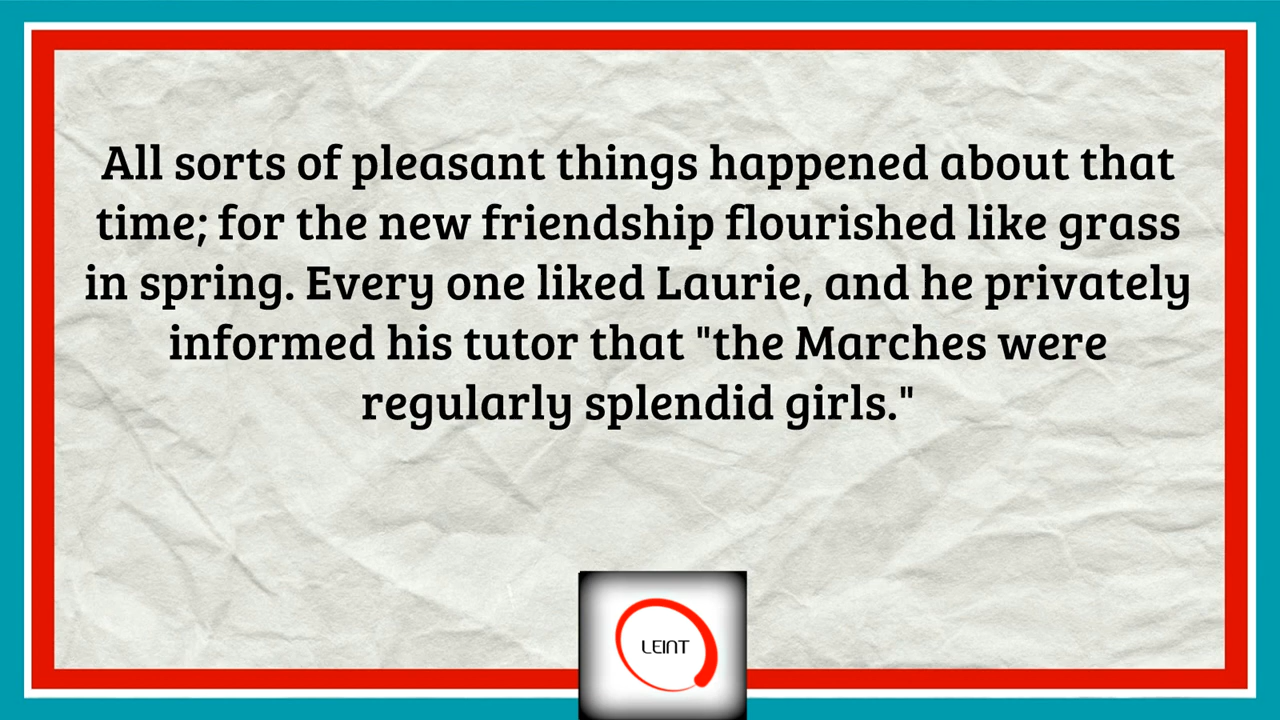 All sorts of pleasant things happened about that
time; for the new friendship flourished like grass
in spring. Every one liked Laurie, and he privately
informed his tutor that "the Marches were
regularly splendid girls."
LEINT